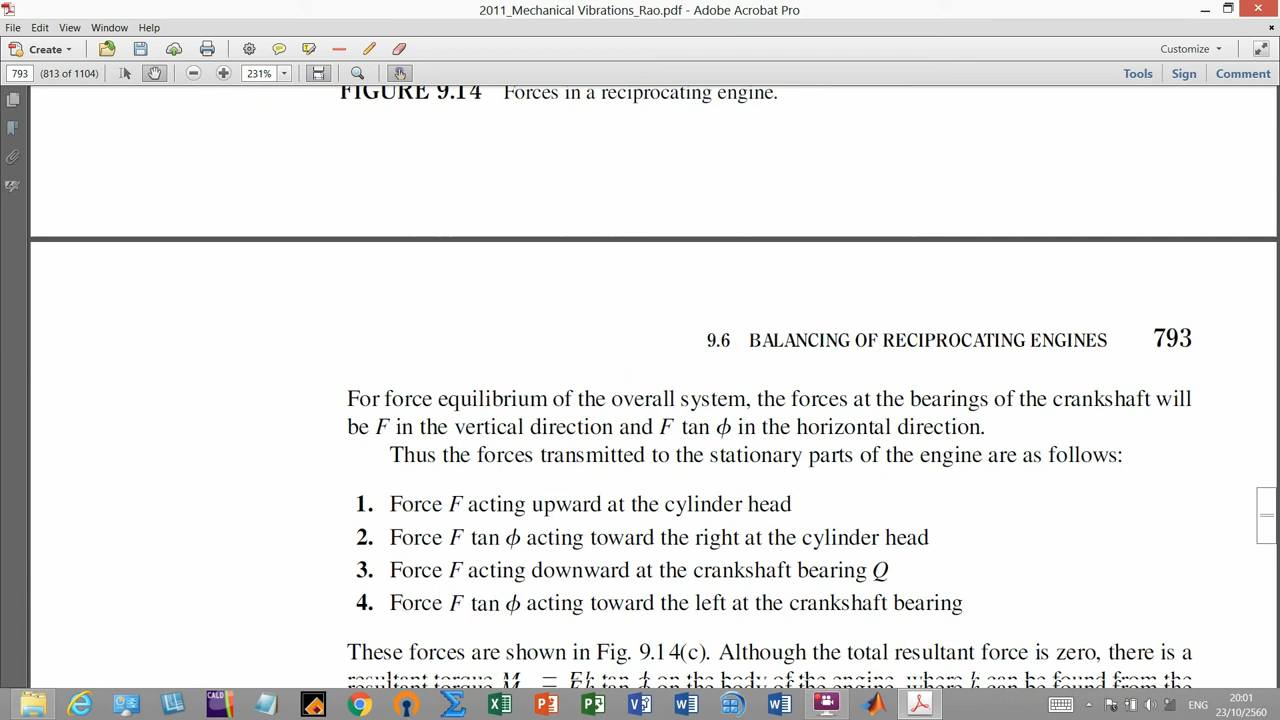 2011_Mechanical Vibrations_Rao.pdf - Adobe Acrobat Pro
File Edit View Window Help
Create
Customize
793 (813 of 1104)
231%
Tools Sign Comment
FIGURE 9.14 Forces in a reciprocating engine.
9.6 BALANCING OF RECIPROCATING ENGINES 793
For force equilibrium of the overall system, the forces at the bearings of the crankshaft will
be F in the vertical direction and F tan ϕ in the horizontal direction.
Thus the forces transmitted to the stationary parts of the engine are as follows:
1. Force F acting upward at the cylinder head
2. Force F tan ϕ acting toward the right at the cylinder head
3. Force F acting downward at the crankshaft bearing Q
4. Force F tan ϕ acting toward the left at the crankshaft bearing
These forces are shown in Fig. 9.14(c). Although the total resultant force is zero, there is a
resultant torque M = Fh tan ϕ on the body of the engine, where h can be found from the
CALD
ENG
20:01
23/10/2560